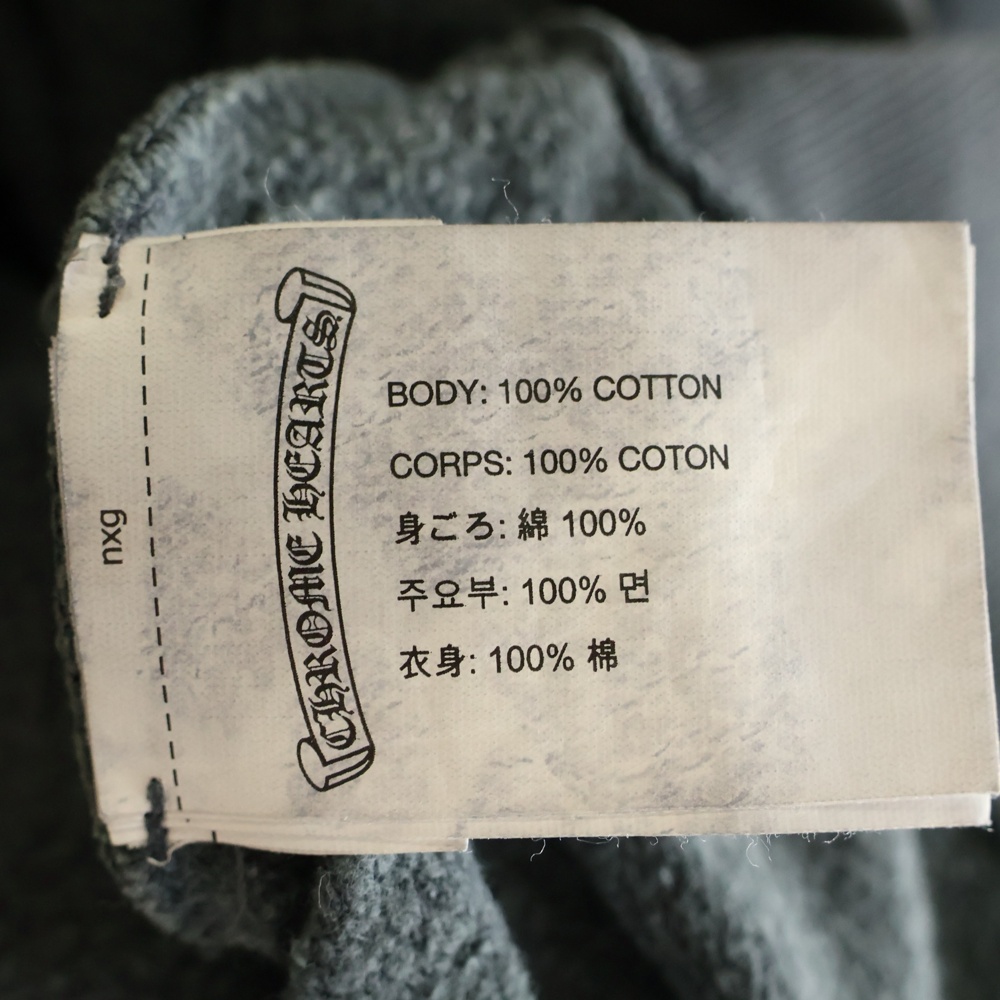 nxg
CHROME HEARTS
BODY: 100% COTTON
CORPS: 100% COTON
身ごろ: 綿 100%
주요부: 100% 면
衣身: 100% 棉